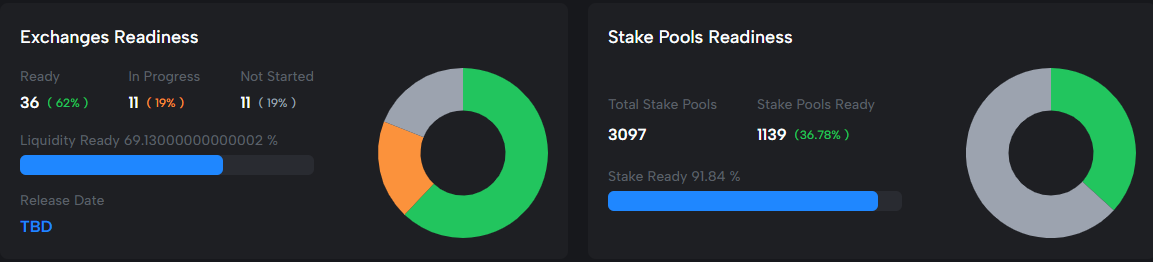 Exchanges Readiness
Ready In Progress Not Started
36 ( 62% ) 11 ( 19% ) 11 ( 19% )
Liquidity Ready 69.13000000000002 %
Release Date
TBD
Stake Pools Readiness
Total Stake Pools Stake Pools Ready
3097 1139 (36.78% )
Stake Ready 91.84 %